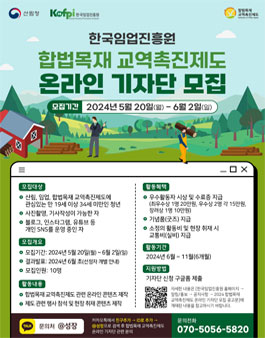 산림청
Kofpi 한국임업진흥원
한국임업진흥원
합법목재 교역촉진제도
온라인 기자단 모집
모집기간 2024년 5월 20일(월) ~ 6월 2일(일)
모집대상
• 산림, 임업, 합법목재 교역촉진제도에
관심있는 만 19세 이상 34세 미만인 청년
• 사진촬영, 기사작성이 가능한 자
• 블로그, 인스타그램, 유튜브 등
개인 SNS를 운영 중인 자
모집개요
• 모집기간: 2024년 5월 20일(월)~6월 2일(일)
• 결과발표: 2024년 6월 초(선정자 개별 안내)
• 모집인원: 10명
활동내용
• 합법목재 교역촉진제도 관련 온라인 콘텐츠 제작
• 제도 관련 행사 참석 및 현장 취재 콘텐츠 제작
활동혜택
• 우수활동자 시상 및 수료증 지급
(최우수상 1명 20만원, 우수상 2명 각 15만원,
장려상 1명 10만원)
• 기념품(굿즈) 지급
• 소정의 활동비 및 현장 취재 시
교통비(실비) 지급
활동기간
• 2024년 6월 ~ 11월(6개월)
지원방법
기자단 신청 구글폼 제출
문의처 @성장
문의전화
070-5056-5820